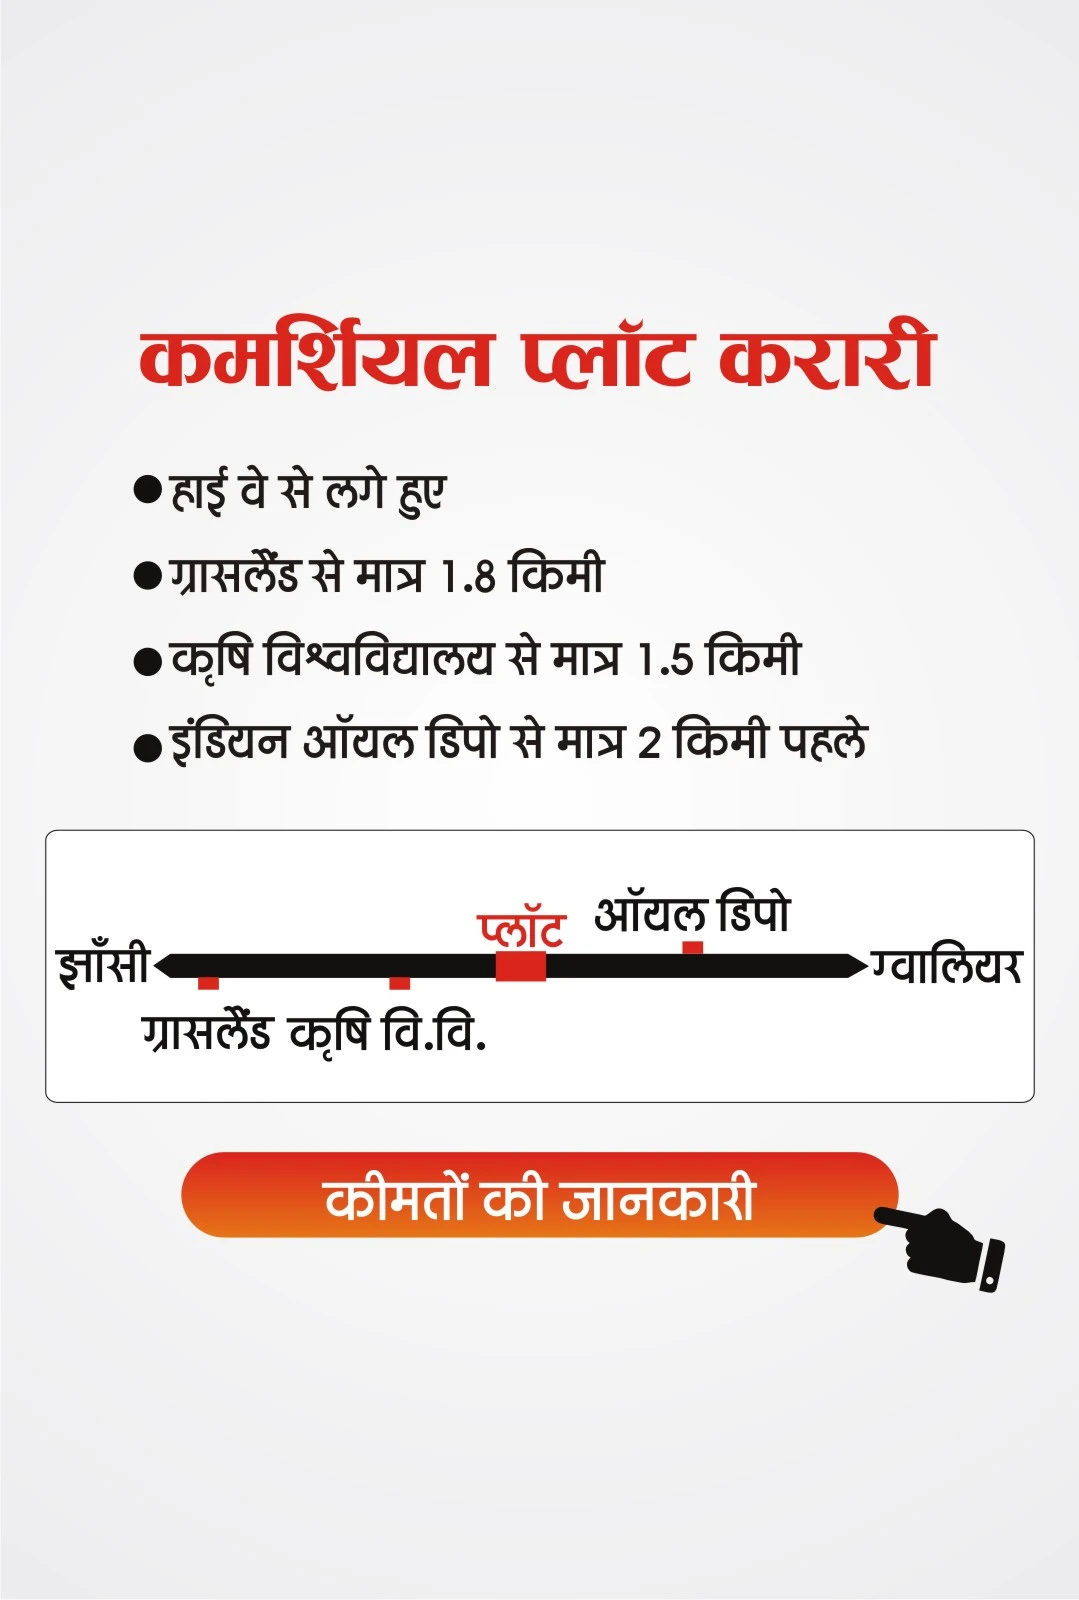 कमर्शियल प्लॉट करारी
● हाई वे से लगे हुए
● ग्रासलैंड से मात्र 1.8 किमी
● कृषि विश्वविद्यालय से मात्र 1.5 किमी
● इंडियन ऑयल डिपो से मात्र 2 किमी पहले
प्लॉट ऑयल डिपो
झाँसी ग्वालियर
ग्रासलैंड कृषि वि.वि.
कीमतों की जानकारी